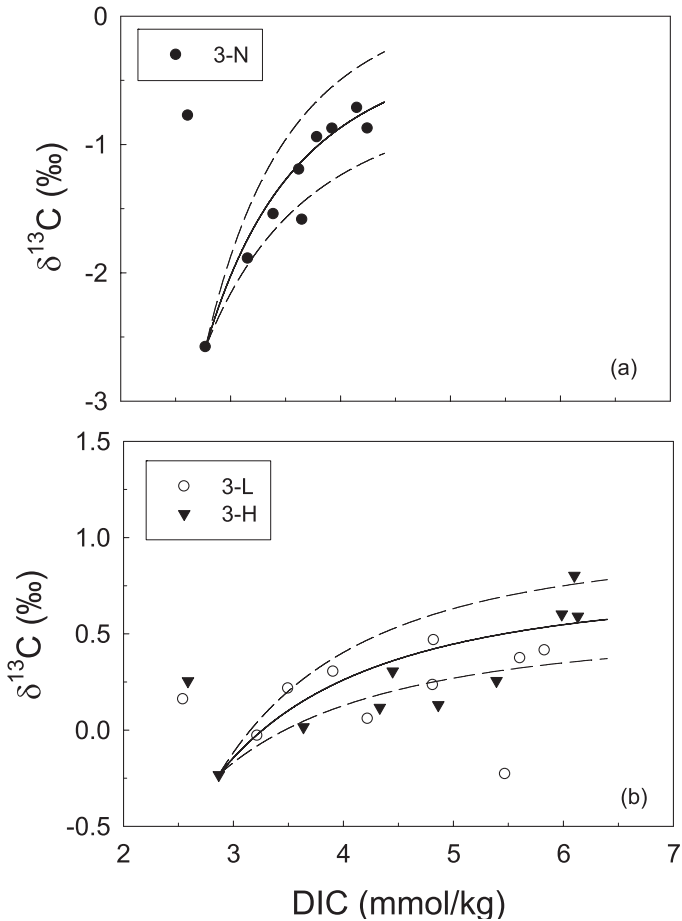 0
3-N
-1
δ¹³C (‰)
-2
(a)
-3
1.5
3-L
3-H
1.0
δ¹³C (‰)
0.5
0.0
(b)
-0.5
2 3 4 5 6 7
DIC (mmol/kg)